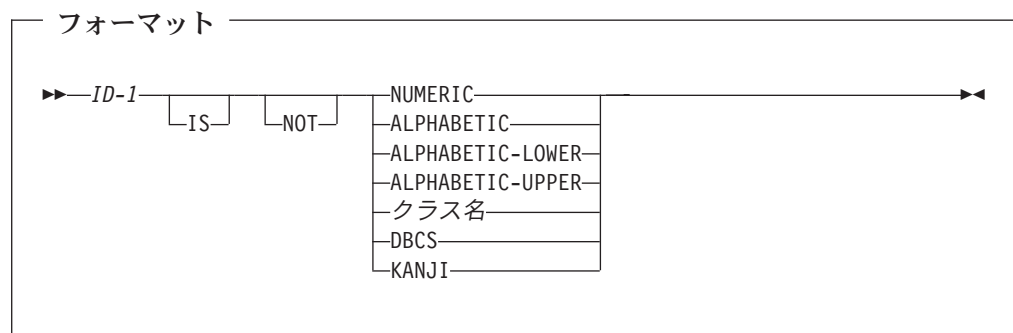 フォーマット
ID-1 NUMERIC
IS NOT ALPHABETIC
ALPHABETIC-LOWER
ALPHABETIC-UPPER
クラス名
DBCS
KANJI